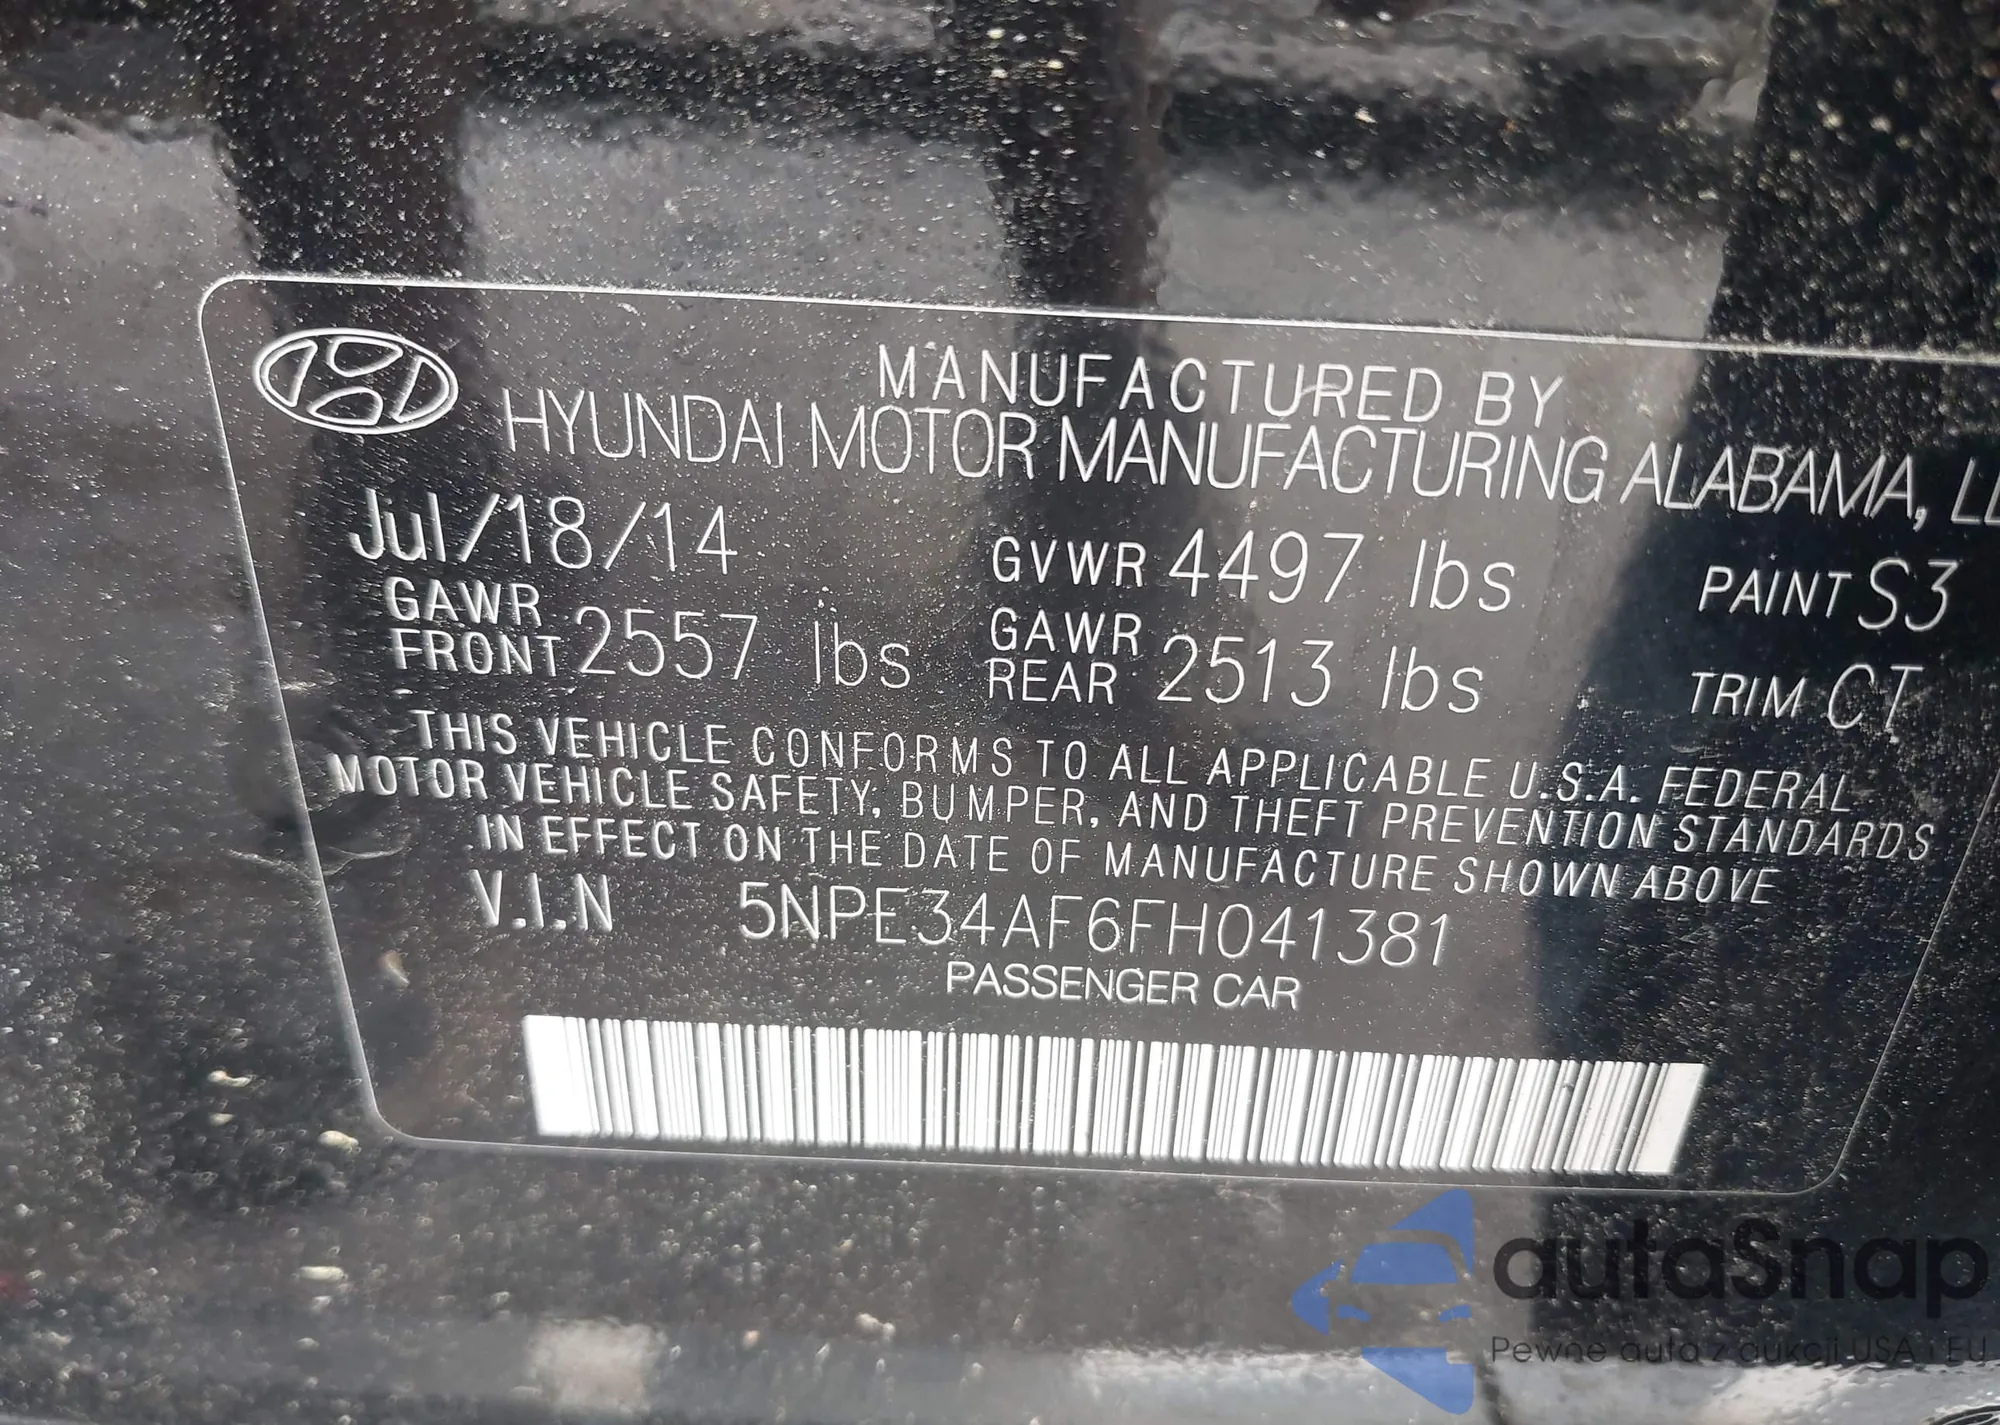 MANUFACTURED BY
HYUNDAI MOTOR MANUFACTURING ALABAMA, LL
Jul/18/14 GVWR 4497 lbs PAINT S3
GAWR FRONT 2557 lbs GAWR REAR 2513 lbs TRIM CT
THIS VEHICLE CONFORMS TO ALL APPLICABLE U.S.A. FEDERAL
MOTOR VEHICLE SAFETY, BUMPER, AND THEFT PREVENTION STANDARDS
IN EFFECT ON THE DATE OF MANUFACTURE SHOWN ABOVE
V.I.N 5NPE34AF6FH041381
PASSENGER CAR
autaSnap
Pewne auta z aukcji USA i EU